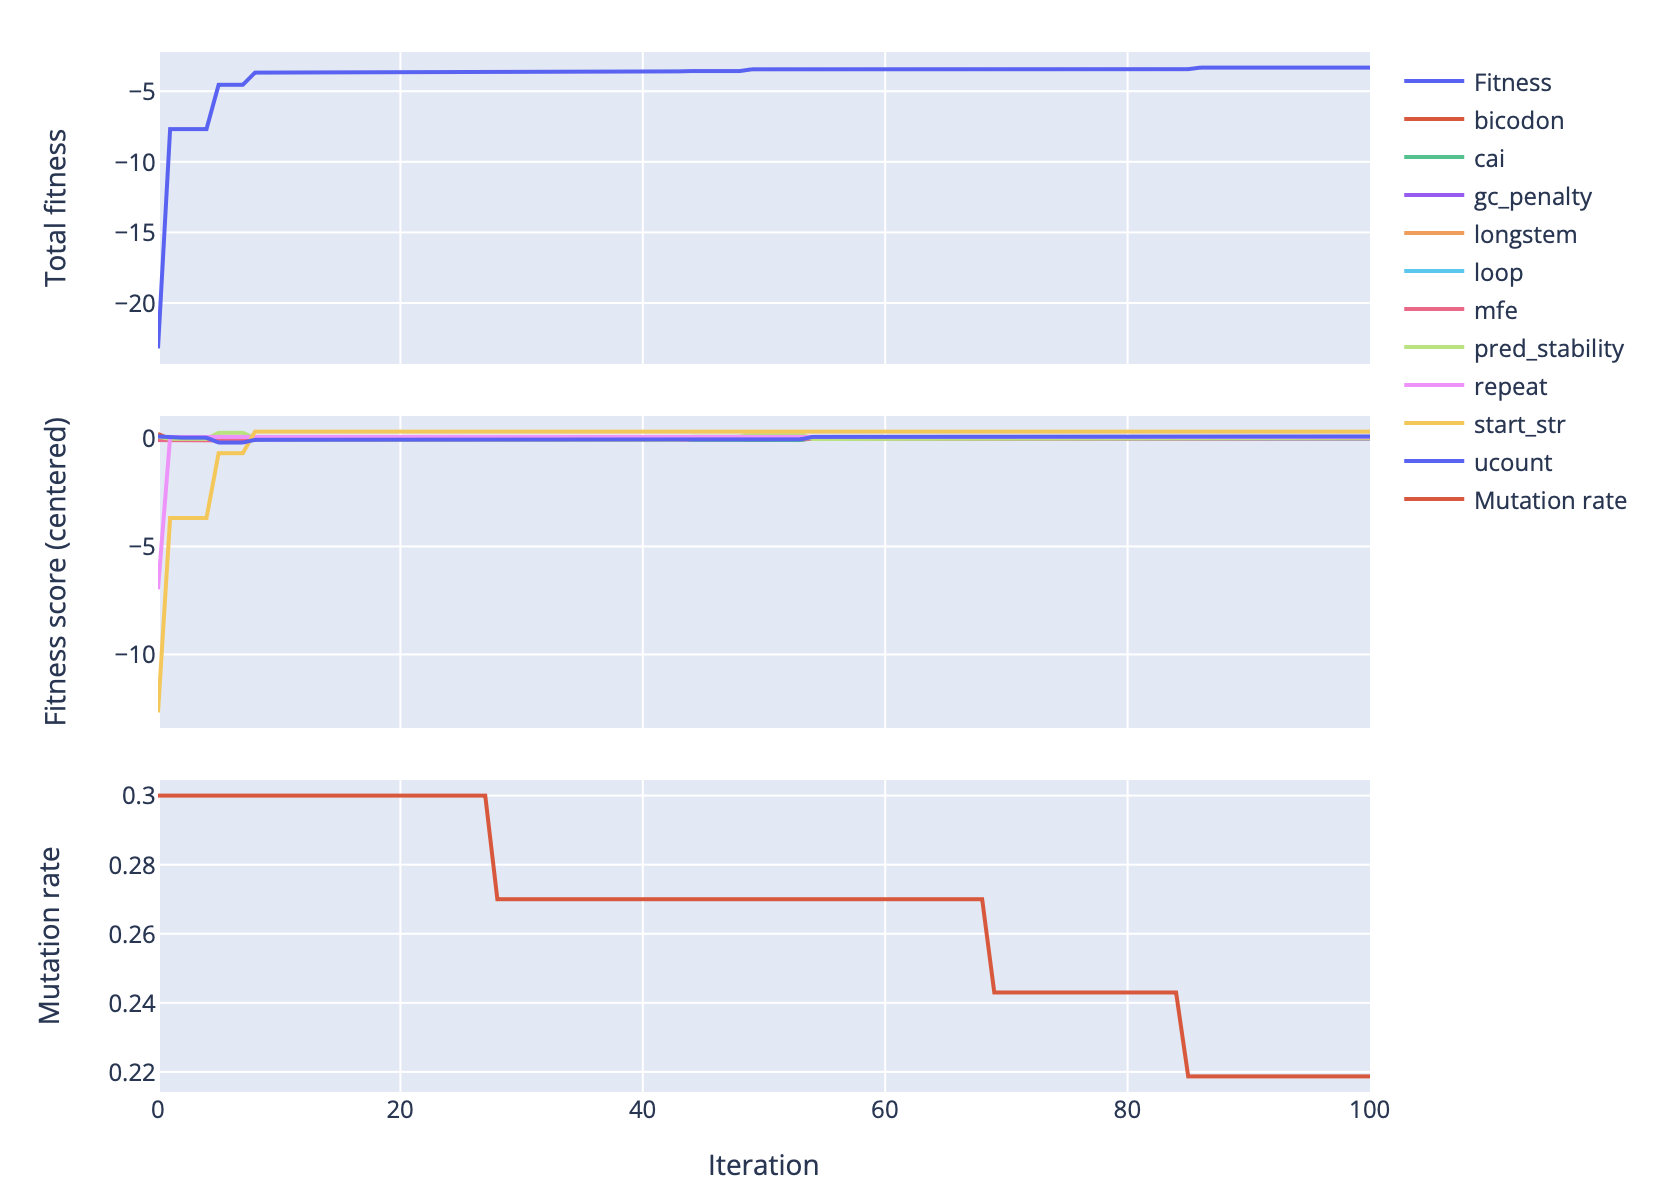 Total fitness
−5
−10
−15
−20
Fitness score (centered)
0
−5
−10
Mutation rate
0.3
0.28
0.26
0.24
0.22
0 20 40 60 80 100
Iteration
Fitness
bicodon
cai
gc_penalty
longstem
loop
mfe
pred_stability
repeat
start_str
ucount
Mutation rate